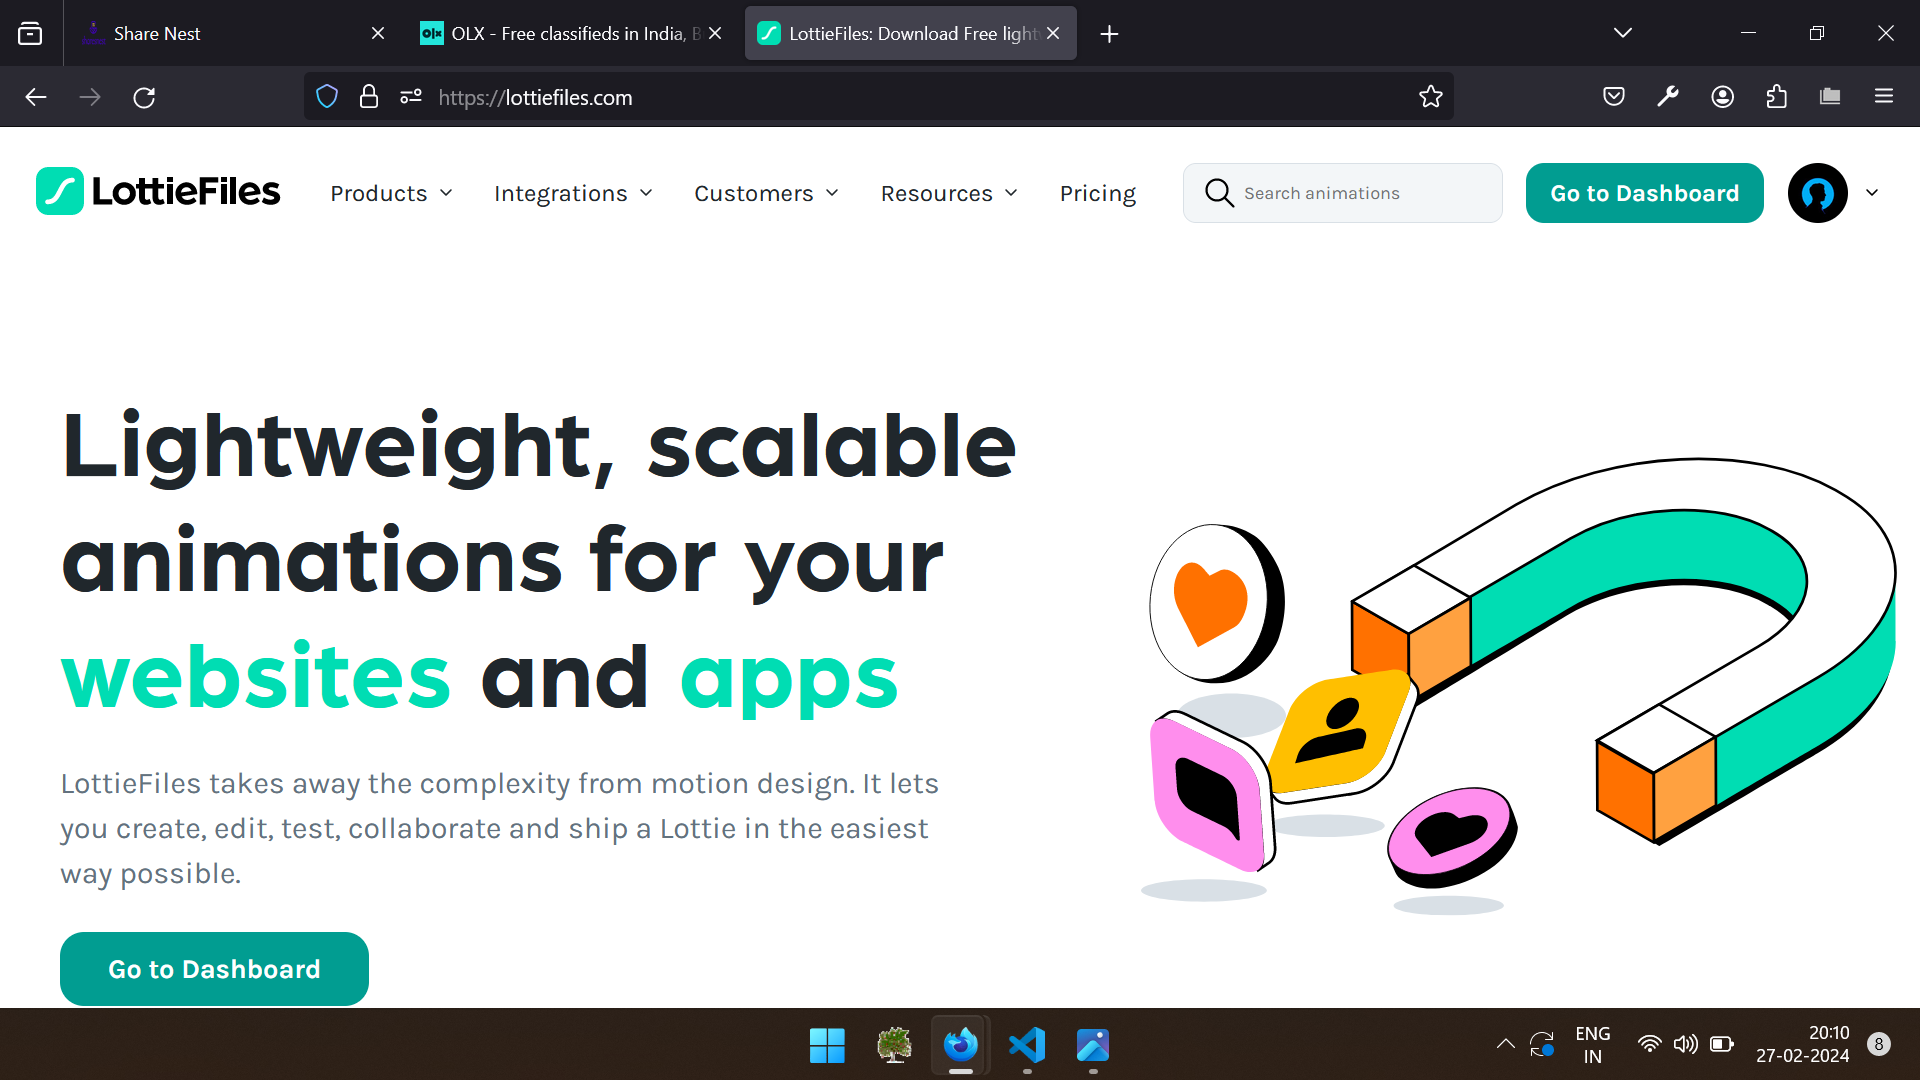 Share Nest
OLX - Free classifieds in India, B
LottieFiles: Download Free light
https://lottiefiles.com
LottieFiles
Products
Integrations
Customers
Resources
Pricing
Search animations
Go to Dashboard
Lightweight, scalable
animations for your
websites and apps
LottieFiles takes away the complexity from motion design. It lets
you create, edit, test, collaborate and ship a Lottie in the easiest
way possible.
Go to Dashboard
ENG
IN
20:10
27-02-2024
8